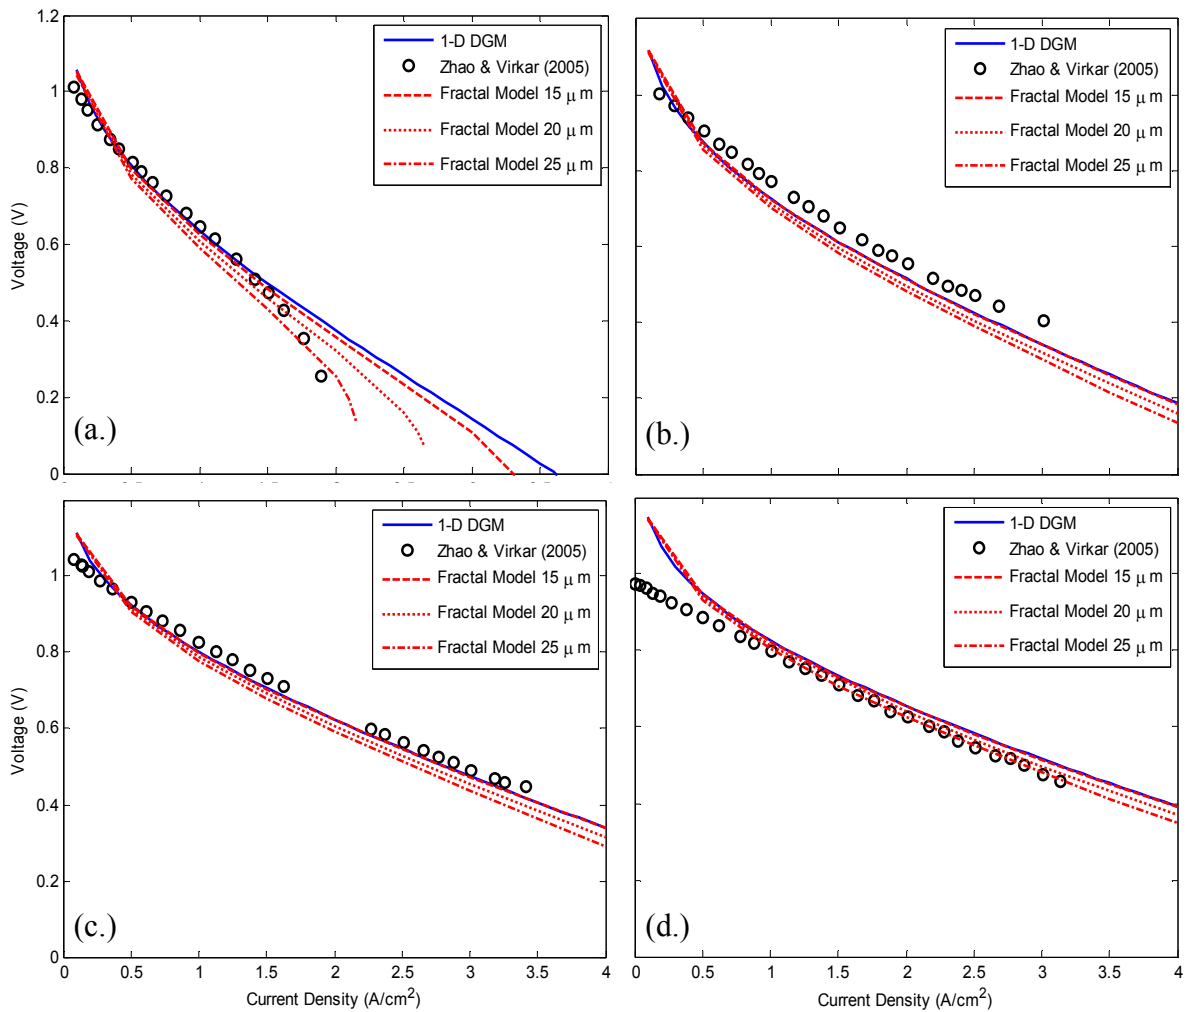 1.2
1
0.8
0.6
0.4
0.2
0
Voltage (V)
1-D DGM
Zhao & Virkar (2005)
Fractal Model 15 μ m
Fractal Model 20 μ m
Fractal Model 25 μ m
(a.)
1-D DGM
Zhao & Virkar (2005)
Fractal Model 15 μ m
Fractal Model 20 μ m
Fractal Model 25 μ m
(b.)
1
0.8
0.6
0.4
0.2
0
Voltage (V)
1-D DGM
Zhao & Virkar (2005)
Fractal Model 15 μ m
Fractal Model 20 μ m
Fractal Model 25 μ m
(c.)
0 0.5 1 1.5 2 2.5 3 3.5 4
Current Density (A/cm²)
1-D DGM
Zhao & Virkar (2005)
Fractal Model 15 μ m
Fractal Model 20 μ m
Fractal Model 25 μ m
(d.)
0 0.5 1 1.5 2 2.5 3 3.5 4
Current Density (A/cm²)